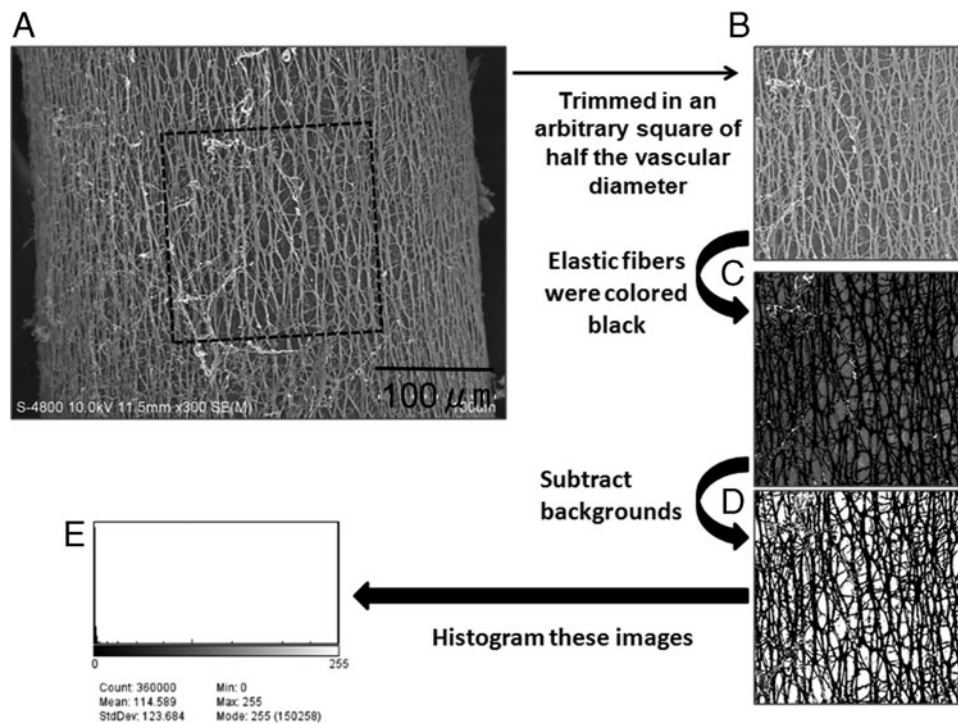 A
B
Trimmed in an
arbitrary square of
half the vascular
diameter
100 μm
S-4800 10.0kV 11.5mm x300 SE(M)
Elastic fibers
were colored
black
C
Subtract
backgrounds
D
E
Histogram these images
0
255
Count: 360000
Min: 0
Mean: 114.589
Max: 255
StdDev: 123.684
Mode: 255 (150258)